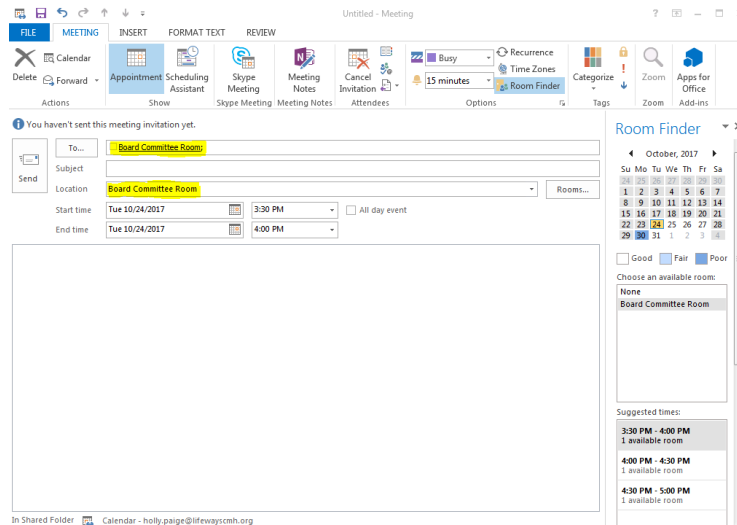 Untitled - Meeting
FILE MEETING INSERT FORMAT TEXT REVIEW
Delete
Calendar
Forward
Actions
Appointment
Scheduling Assistant
Show
Skype Meeting
Skype Meeting
Meeting Notes
Meeting Notes
Cancel Invitation
Attendees
Busy
15 minutes
Recurrence
Time Zones
Room Finder
Options
Categorize
Tags
Zoom
Zoom
Apps for Office
Add-ins
You haven't sent this meeting invitation yet.
Send
To... Board Committee Room;
Subject
Location Board Committee Room Rooms...
Start time Tue 10/24/2017 3:30 PM All day event
End time Tue 10/24/2017 4:00 PM
Room Finder
October, 2017
Su Mo Tu We Th Fr Sa
24 25 26 27 28 29 30
1 2 3 4 5 6 7
8 9 10 11 12 13 14
15 16 17 18 19 20 21
22 23 24 25 26 27 28
29 30 31 1 2 3 4
Good Fair Poor
Choose an available room:
None
Board Committee Room
Suggested times:
3:30 PM - 4:00 PM
1 available room
4:00 PM - 4:30 PM
1 available room
4:30 PM - 5:00 PM
1 available room
In Shared Folder Calendar - holly.paige@lifewayscmh.org